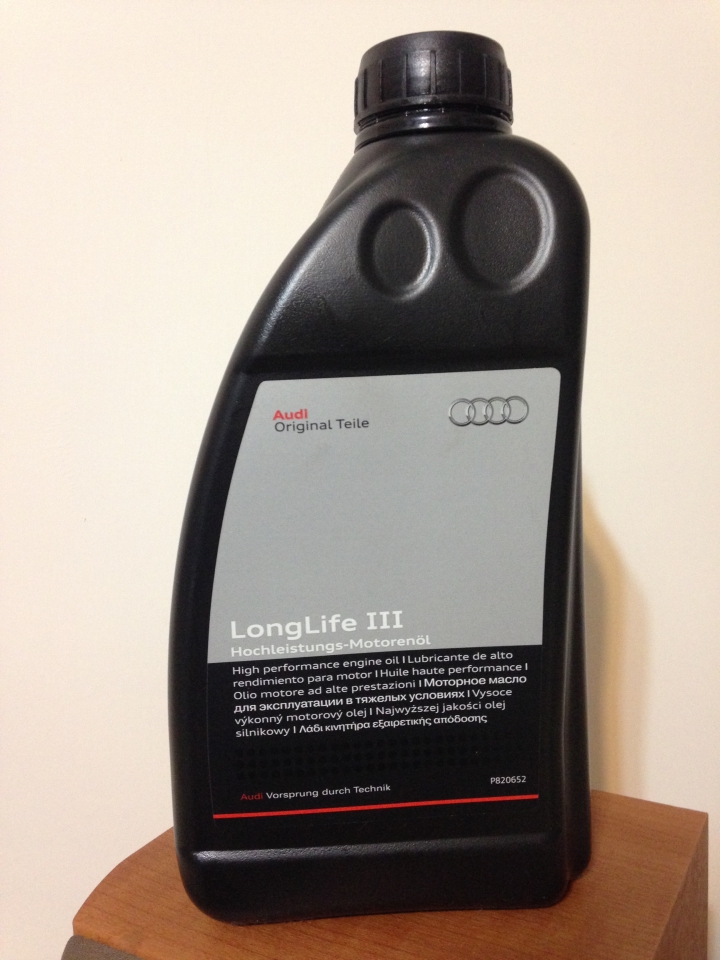 Audi
Original Teile
LongLife III
Hochleistungs-Motorenöl
High performance engine oil I Lubricante de alto
rendimiento para motor I Huile haute performance I
Olio motore ad alte prestazioni I Моторное масло
для эксплуатации в тяжелых условиях I Vysoce
výkonný motorový olej I Najwyższej jakości olej
silnikowy I Λάδι κινητήρα εξαιρετικής απόδοσης
P820652
Audi Vorsprung durch Technik